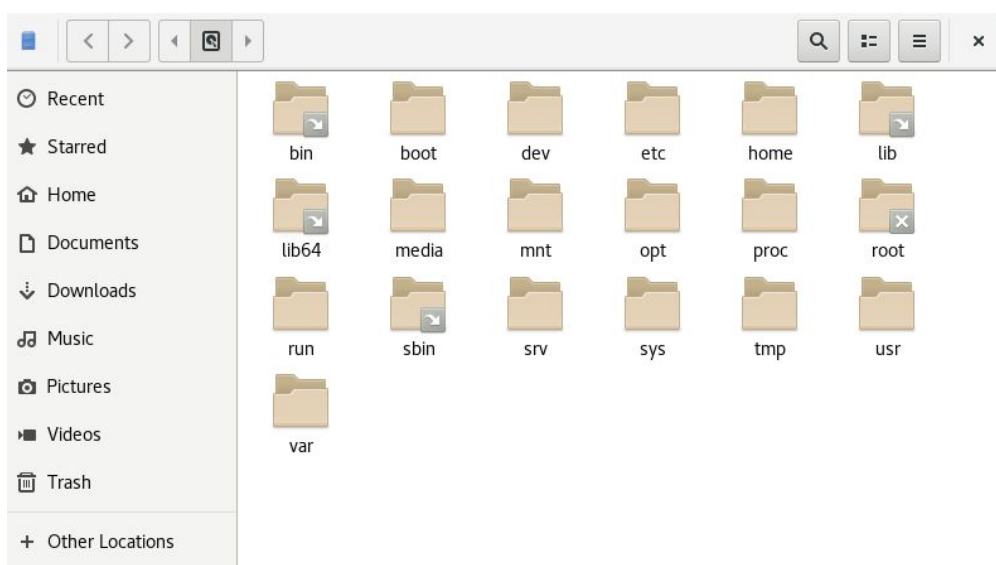 Recent
Starred
Home
Documents
Downloads
Music
Pictures
Videos
Trash
Other Locations
bin boot dev etc home lib
lib64 media mnt opt proc root
run sbin srv sys tmp usr
var